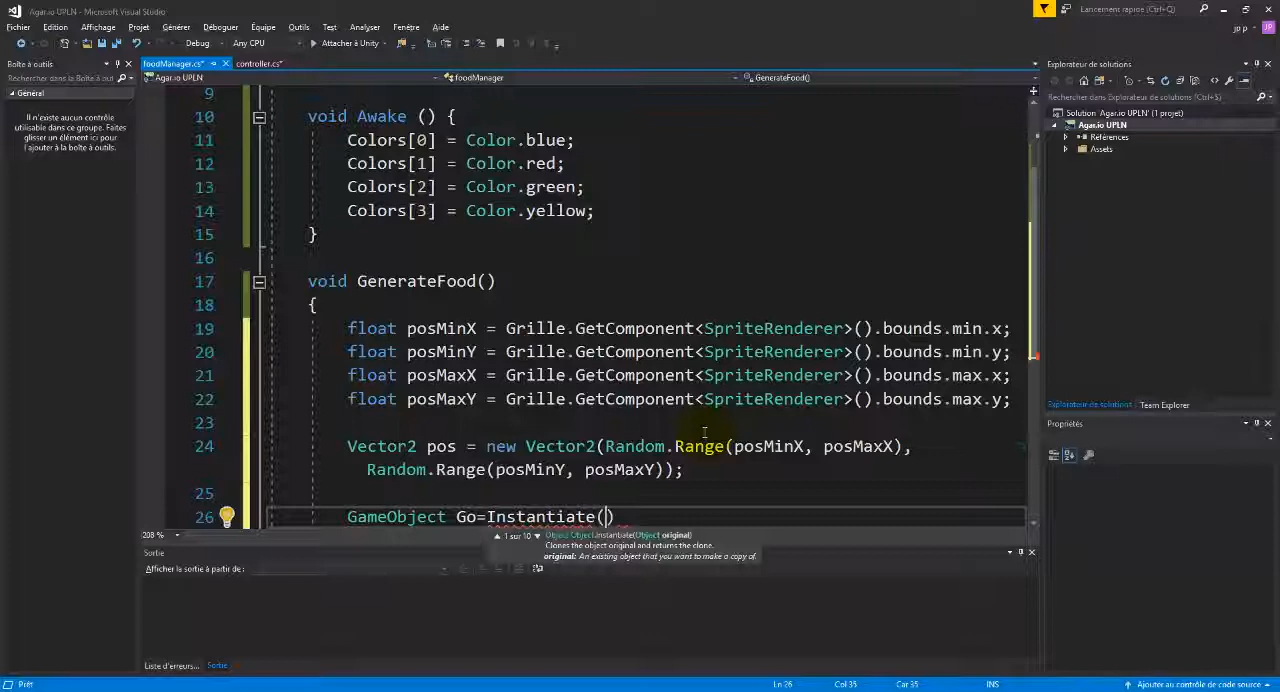 Agar.io UPLN - Microsoft Visual Studio
Lancement rapide (Ctrl+Q)
Fichier Edition Affichage Projet Générer Déboguer Équipe Outils Test Analyser Fenêtre Aide
jp p JP
Debug Any CPU Attacher à Unity
Boîte à outils
foodManager.cs* controller.cs*
Explorateur de solutions
Rechercher dans Boîte à out
Agar.io UPLN foodManager GenerateFood()
Général
Il n'existe aucun contrôle
utilisable dans ce groupe. Faites
glisser un élément ici pour
l'ajouter à la boîte à outils.
Rechercher dans Explorateur de solutions (Ctrl+$)
Solution 'Agar.io UPLN' (1 projet)
Agar.io UPLN
Références
Assets
9
10 void Awake () {
11 Colors[0] = Color.blue;
12 Colors[1] = Color.red;
13 Colors[2] = Color.green;
14 Colors[3] = Color.yellow;
15 }
16
17 void GenerateFood()
18 {
19 float posMinX = Grille.GetComponent<SpriteRenderer>().bounds.min.x;
20 float posMinY = Grille.GetComponent<SpriteRenderer>().bounds.min.y;
21 float posMaxX = Grille.GetComponent<SpriteRenderer>().bounds.max.x;
22 float posMaxY = Grille.GetComponent<SpriteRenderer>().bounds.max.y;
23
24 Vector2 pos = new Vector2(Random.Range(posMinX, posMaxX),
Random.Range(posMinY, posMaxY));
25
26 GameObject Go=Instantiate()
1 sur 10 Object Object.Instantiate(Object original)
Clones the object original and returns the clone.
original: An existing object that you want to make a copy of.
208 %
Explorateur de solutions Team Explorer
Propriétés
Sortie
Afficher la sortie à partir de :
Liste d'erreurs... Sortie
Prêt Ln 26 Col 35 Car 35 INS Ajouter au contrôle de code source